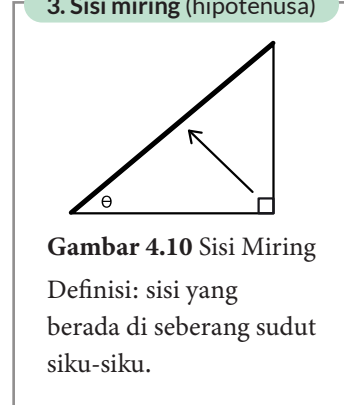 3. Sisi miring (hipotenusa)
θ
Gambar 4.10 Sisi Miring
Definisi: sisi yang
berada di seberang sudut
siku-siku.